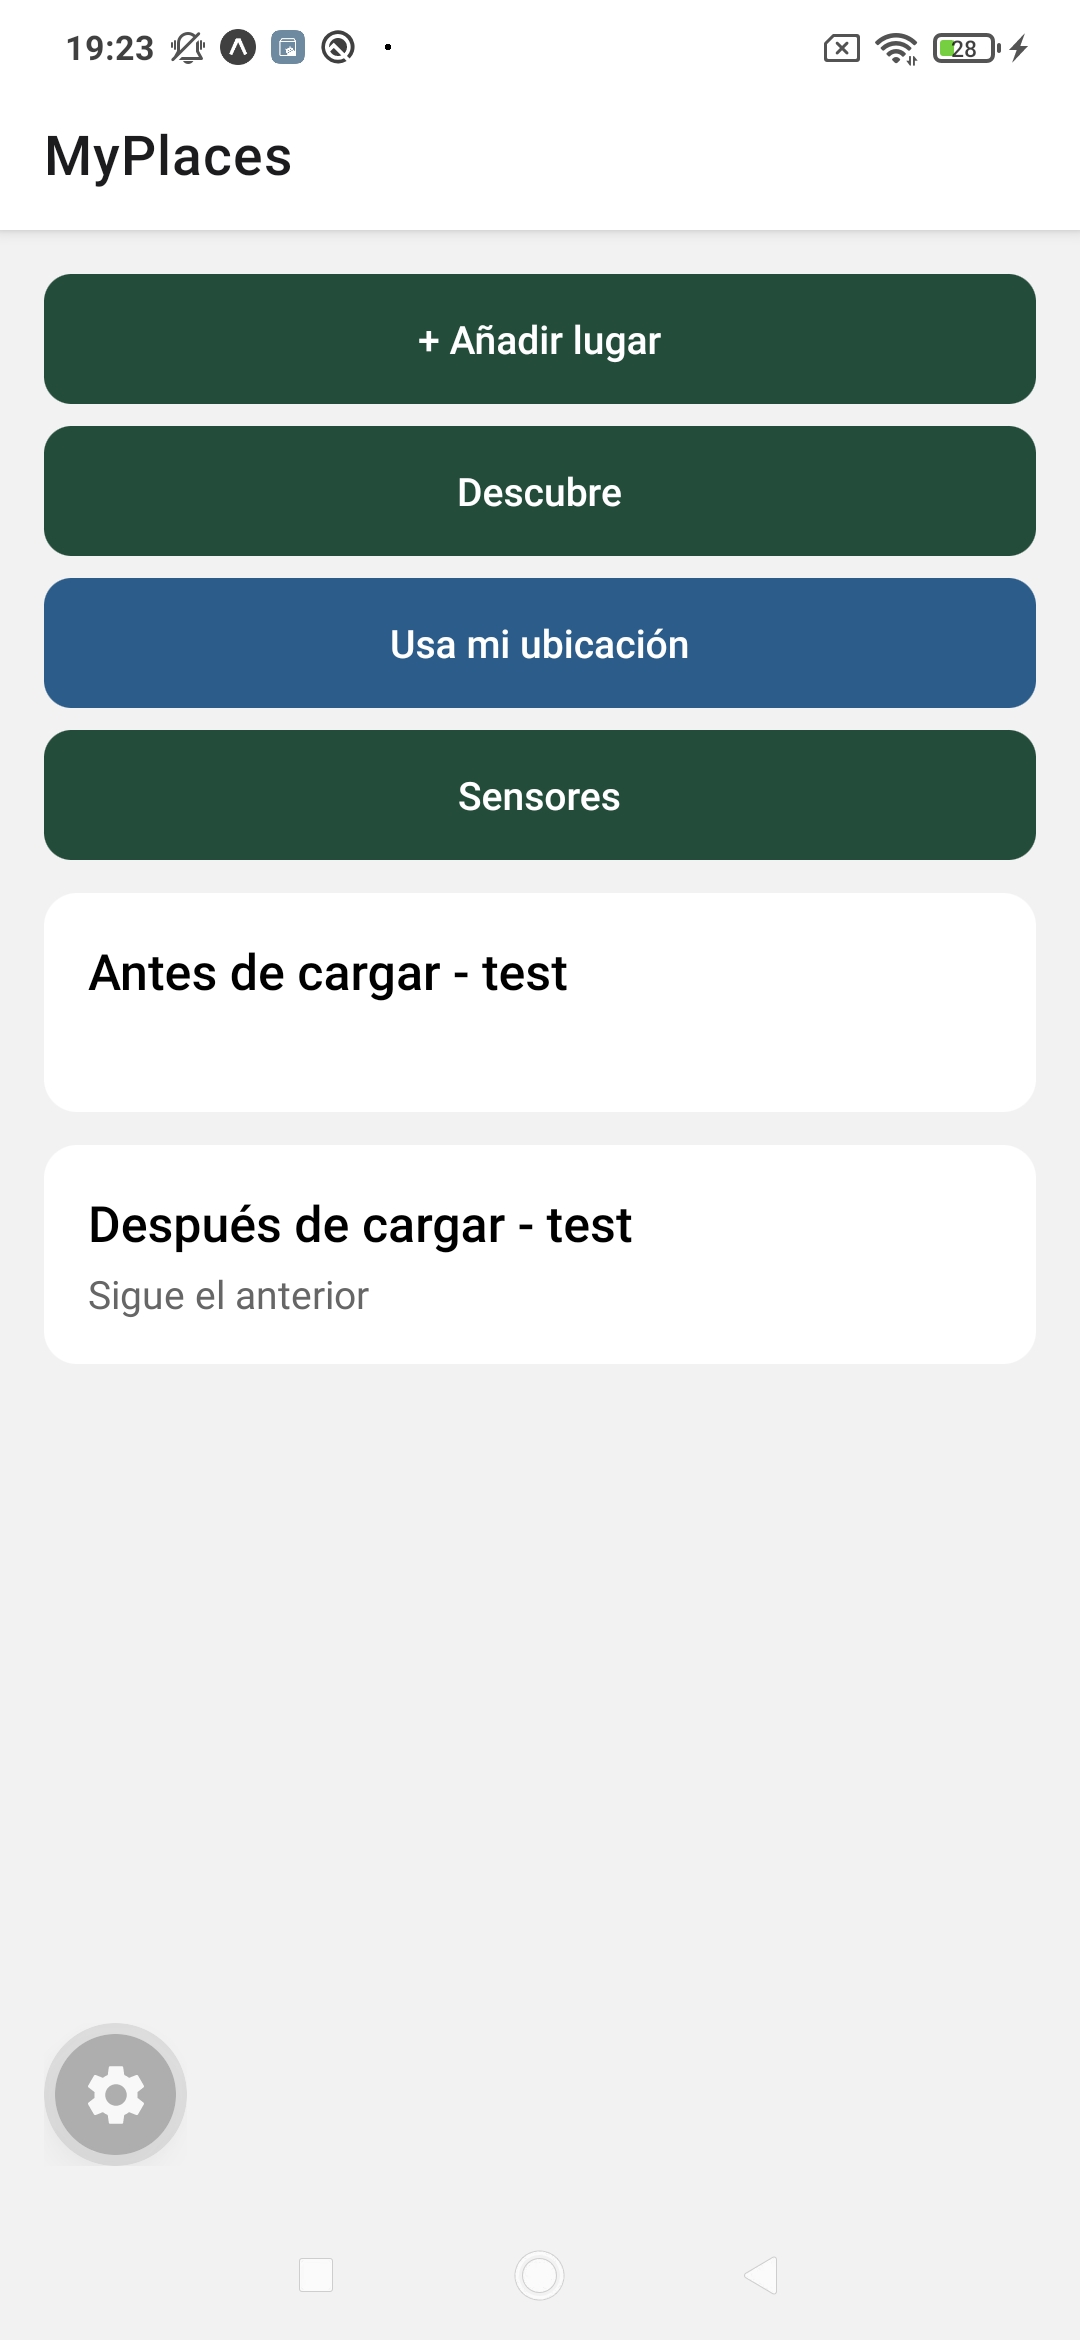 19:23
28
MyPlaces
+ Añadir lugar
Descubre
Usa mi ubicación
Sensores
Antes de cargar - test
Después de cargar - test
Sigue el anterior